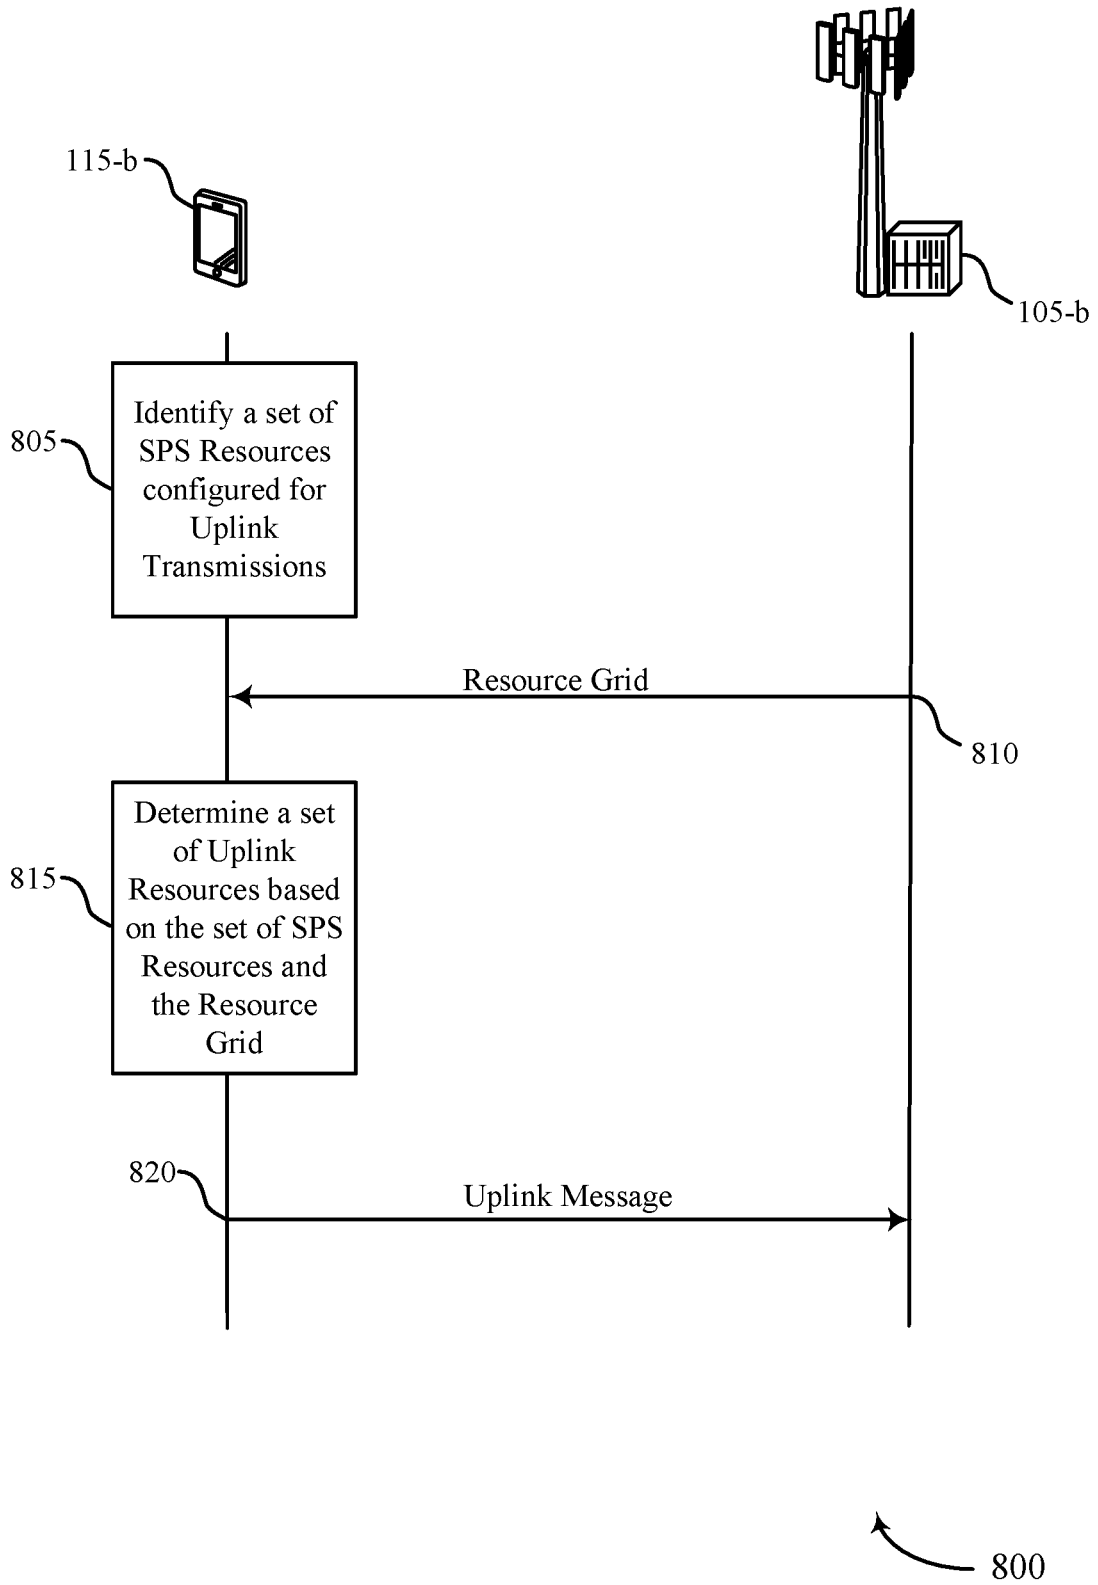 115-b
105-b
805
Identify a set of
SPS Resources
configured for
Uplink
Transmissions
Resource Grid
810
815
Determine a set
of Uplink
Resources based
on the set of SPS
Resources and
the Resource
Grid
820
Uplink Message
800